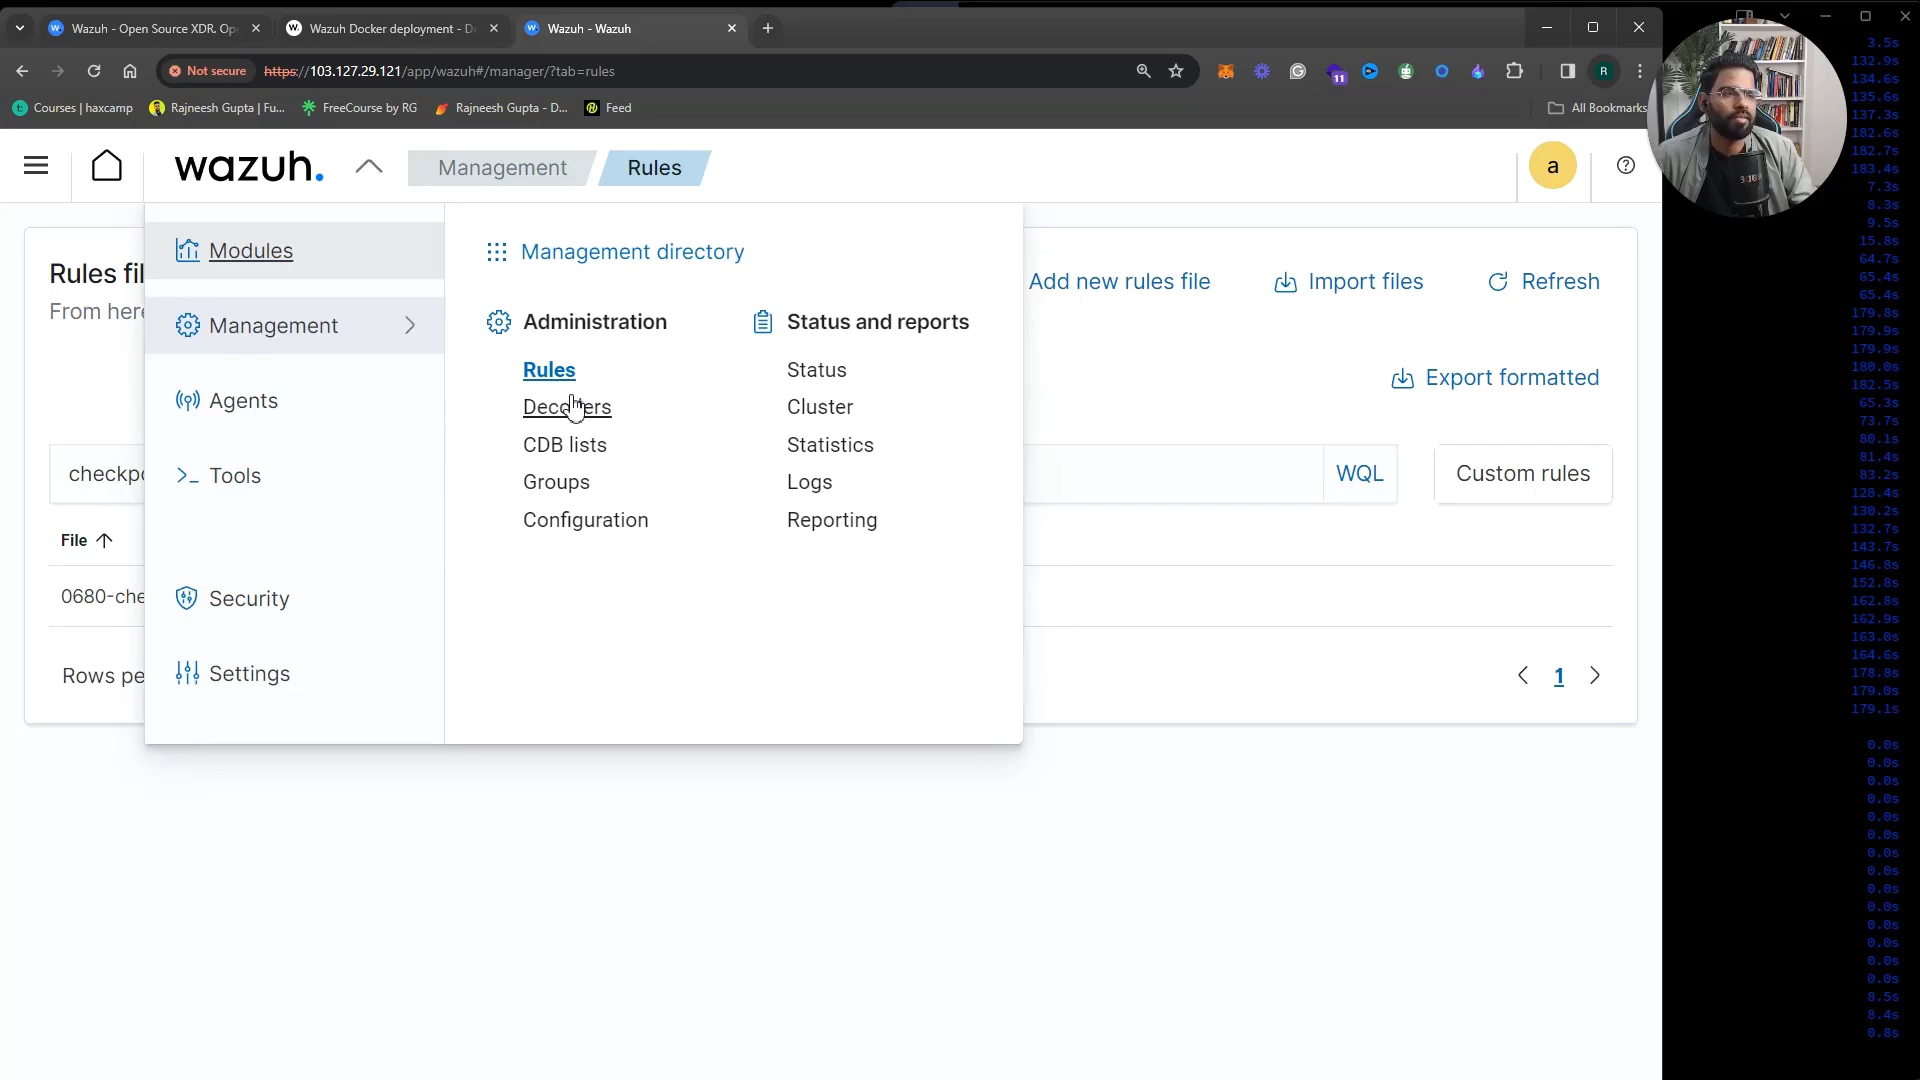 Wazuh - Open Source XDR. Op
Wazuh Docker deployment - D
Wazuh - Wazuh
Not secure
https://103.127.29.121/app/wazuh#/manager/?tab=rules
11
R
Courses | haxcamp
Rajneesh Gupta | Fu...
FreeCourse by RG
Rajneesh Gupta - D...
Feed
All Bookmarks
wazuh.
Management
Rules
a
Modules
Management
Agents
Tools
Security
Settings
Management directory
Administration
Rules
Decoders
CDB lists
Groups
Configuration
Status and reports
Status
Cluster
Statistics
Logs
Reporting
Rules fil
From here
Add new rules file
Import files
Refresh
Export formatted
checkpo
WQL
Custom rules
File
0680-che
Rows pe
1
3.5s
132.9s
134.6s
135.6s
137.3s
182.6s
182.7s
183.4s
7.3s
8.3s
9.5s
15.8s
64.7s
65.4s
65.4s
179.8s
179.9s
179.9s
180.0s
182.5s
65.3s
73.7s
80.1s
81.4s
83.2s
128.4s
130.2s
132.7s
143.7s
146.8s
152.8s
162.8s
162.9s
163.0s
164.6s
178.8s
179.0s
179.1s
0.0s
0.0s
0.0s
0.0s
0.0s
0.0s
0.0s
0.0s
0.0s
0.0s
0.0s
0.0s
0.0s
0.0s
8.5s
8.4s
0.8s